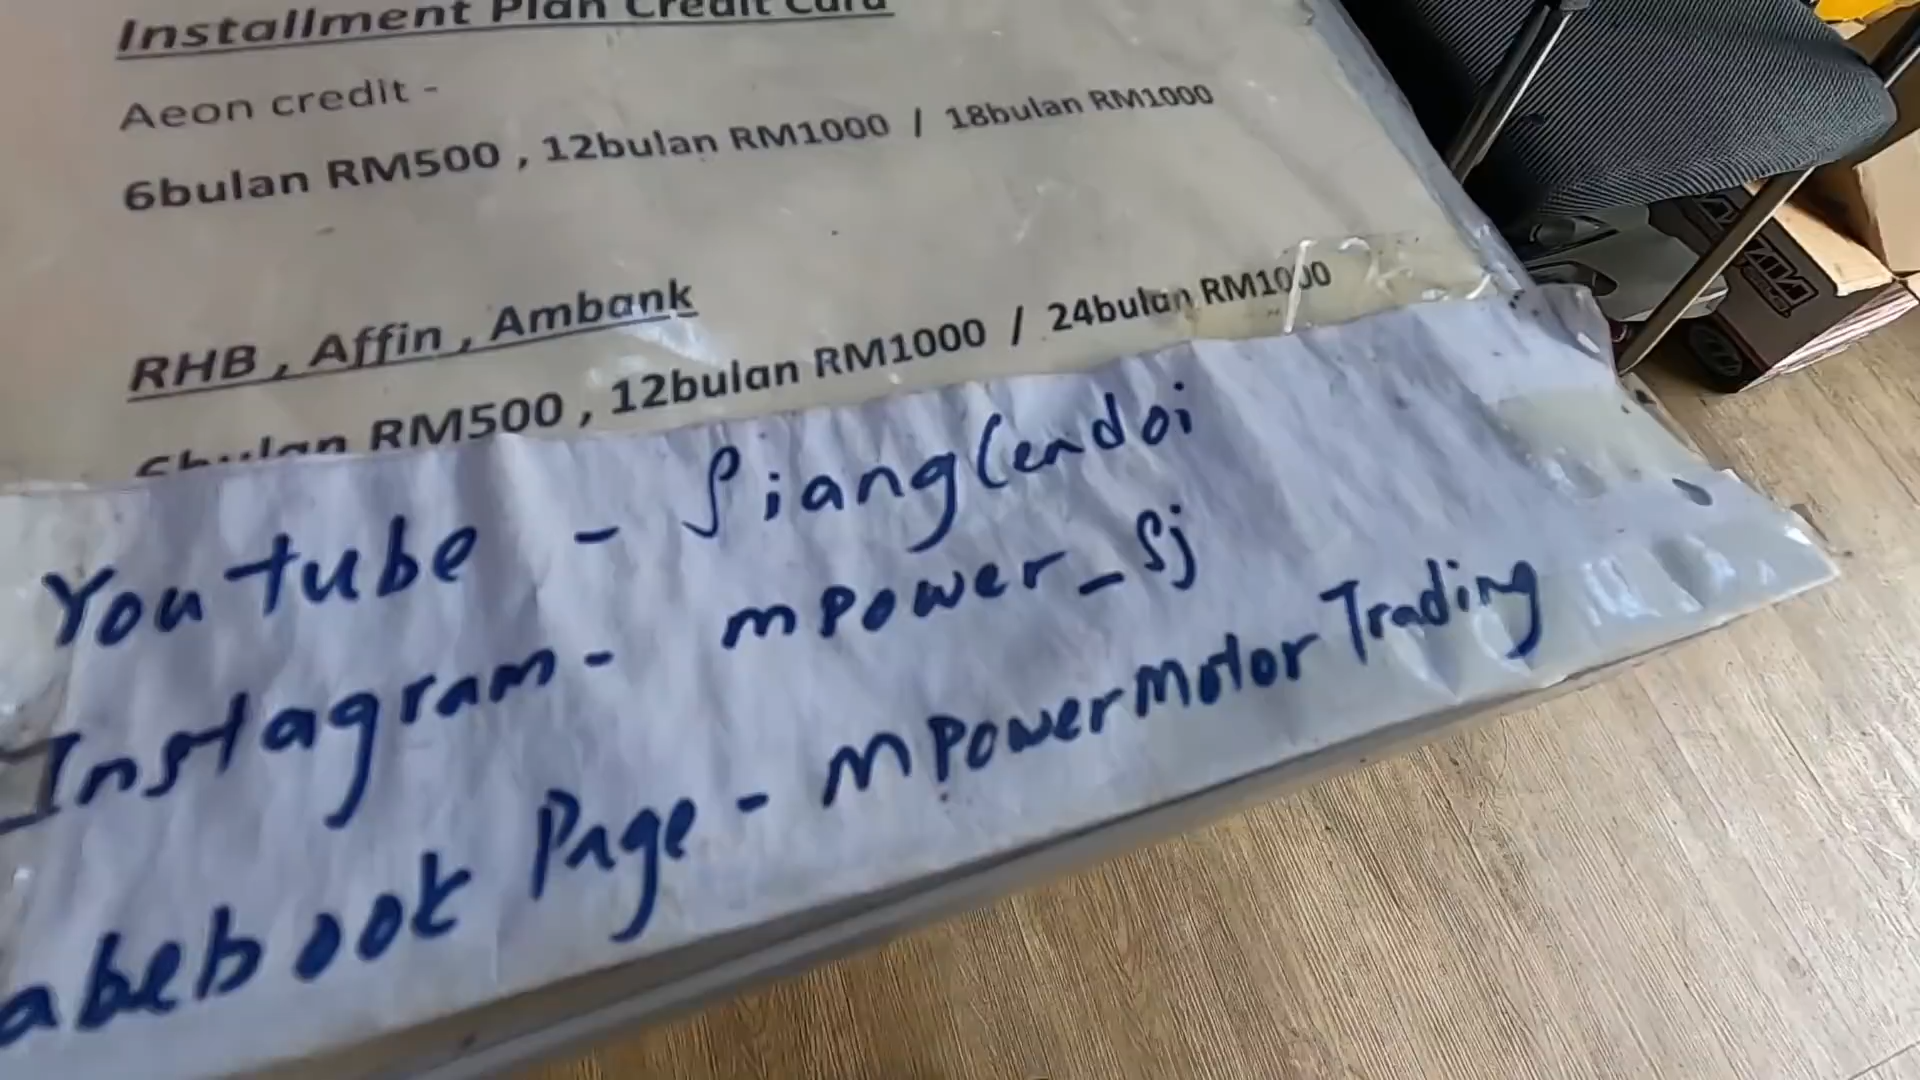 Installment Plan Credit Card
Aeon credit -
6bulan RM500 , 12bulan RM1000 / 18bulan RM1000
RHB , Affin , Ambank
6bulan RM500 , 12bulan RM1000 / 24bulan RM1000
Youtube - SiangCendoi
Instagram - mpower_Sj
abebook Page - mPowermotor Trading